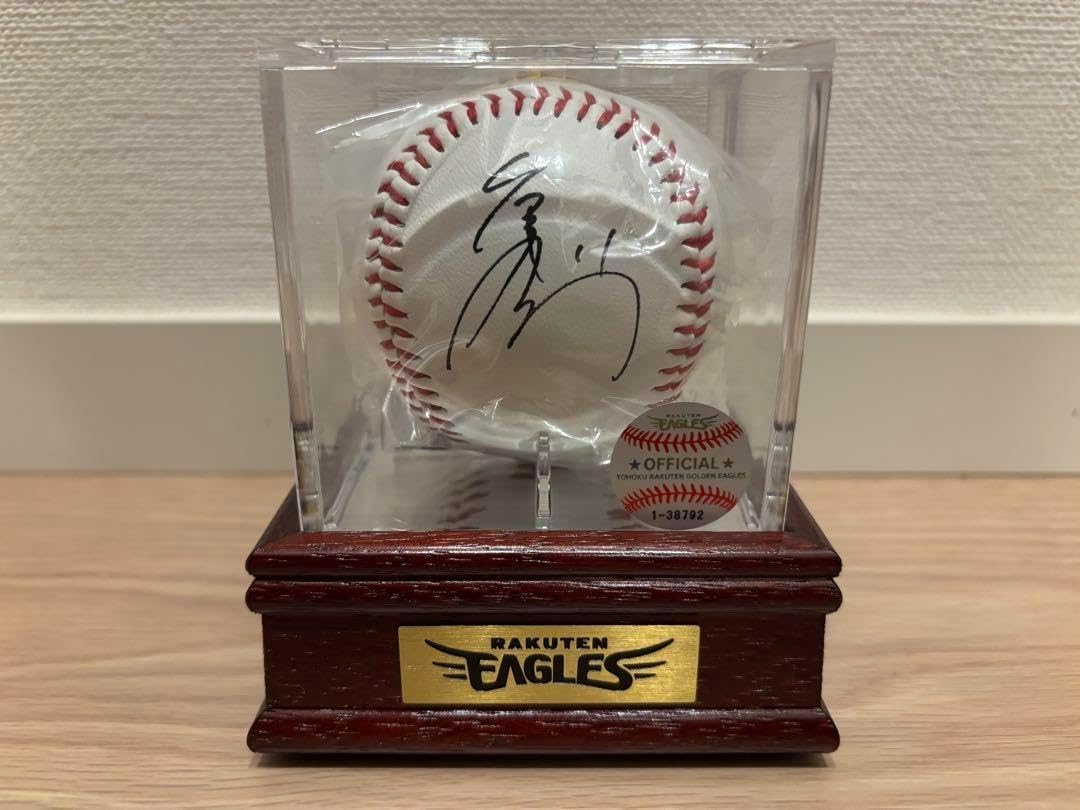 RAKUTEN
EAGLES
★OFFICIAL★
TOHOKU RAKUTEN GOLDEN EAGLES
1-38792
RAKUTEN
EAGLES